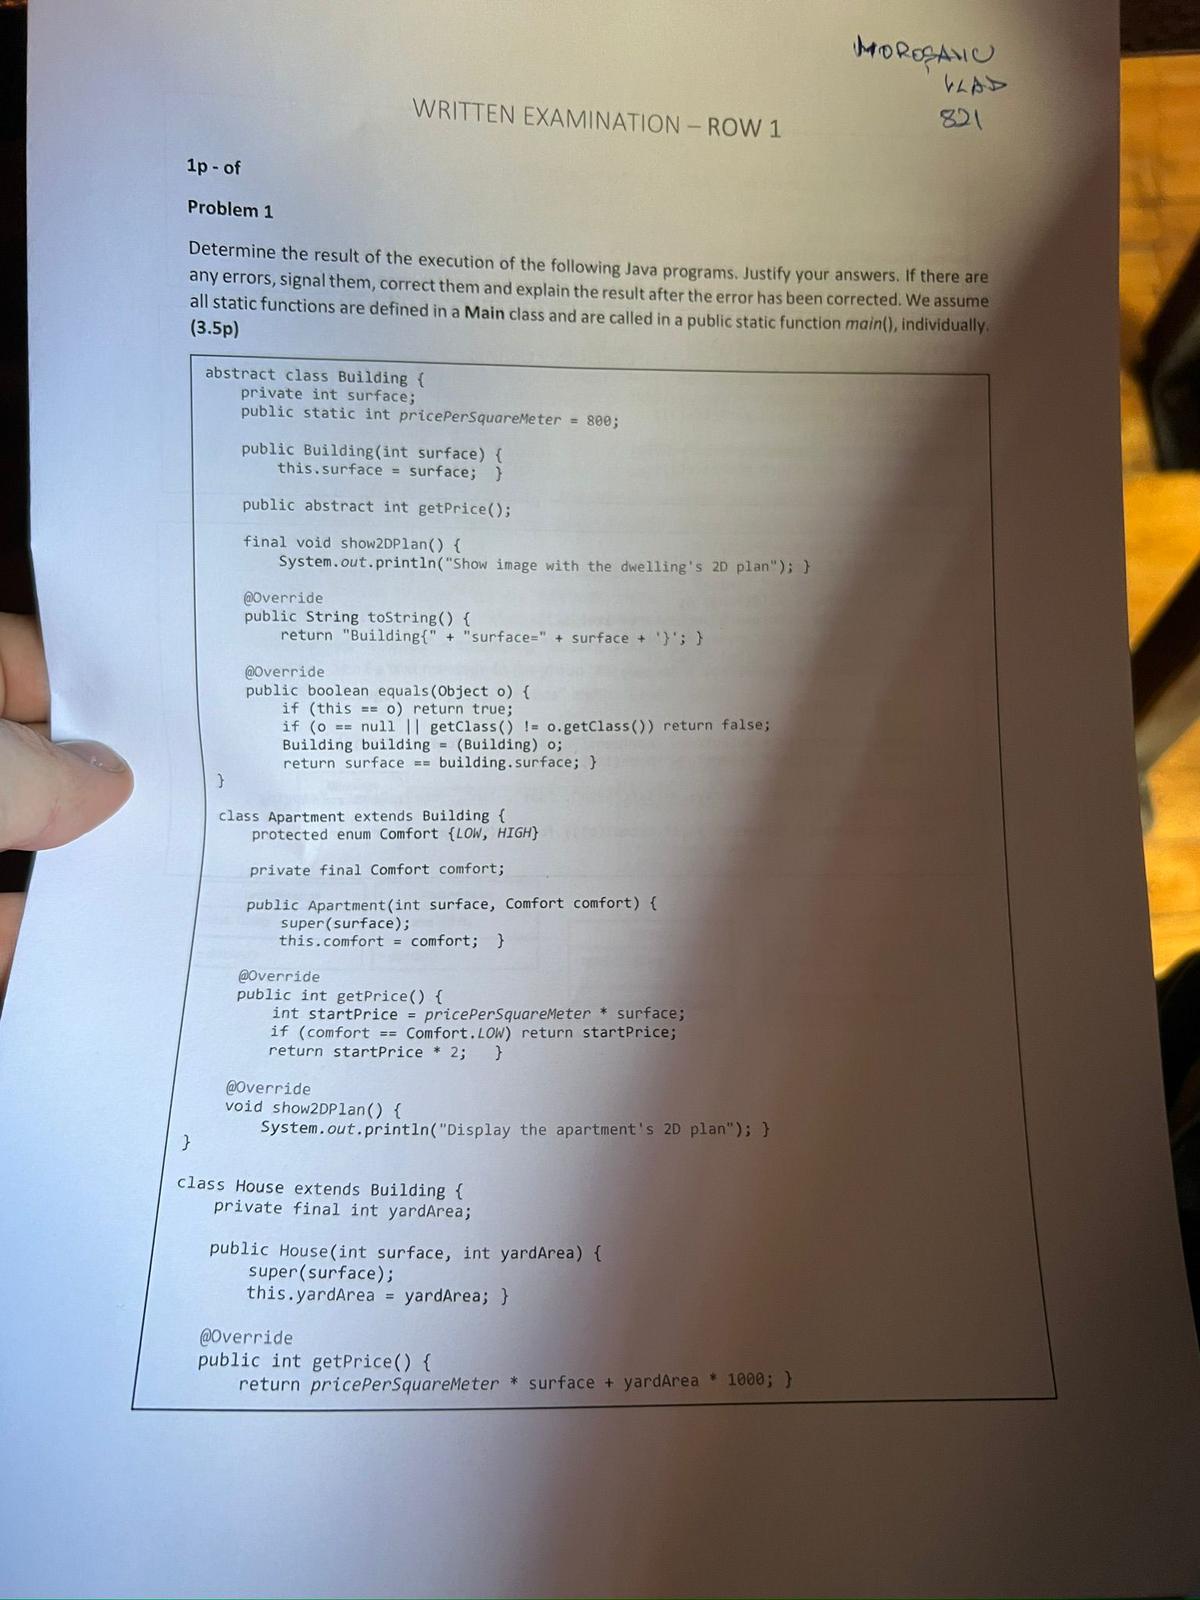 MOROȘANU
VLAD
821
WRITTEN EXAMINATION – ROW 1
1p - of
Problem 1
Determine the result of the execution of the following Java programs. Justify your answers. If there are
any errors, signal them, correct them and explain the result after the error has been corrected. We assume
all static functions are defined in a Main class and are called in a public static function main(), individually.
(3.5p)
abstract class Building {
private int surface;
public static int pricePerSquareMeter = 800;
public Building(int surface) {
this.surface = surface; }
public abstract int getPrice();
final void show2DPlan() {
System.out.println("Show image with the dwelling's 2D plan"); }
@Override
public String toString() {
return "Building{" + "surface=" + surface + '}'; }
@Override
public boolean equals(Object o) {
if (this == o) return true;
if (o == null || getClass() != o.getClass()) return false;
Building building = (Building) o;
return surface == building.surface; }
}
class Apartment extends Building {
protected enum Comfort {LOW, HIGH}
private final Comfort comfort;
public Apartment(int surface, Comfort comfort) {
super(surface);
this.comfort = comfort; }
@Override
public int getPrice() {
int startPrice = pricePerSquareMeter * surface;
if (comfort == Comfort.LOW) return startPrice;
return startPrice * 2; }
@Override
void show2DPlan() {
System.out.println("Display the apartment's 2D plan"); }
}
class House extends Building {
private final int yardArea;
public House(int surface, int yardArea) {
super(surface);
this.yardArea = yardArea; }
@Override
public int getPrice() {
return pricePerSquareMeter * surface + yardArea * 1000; }